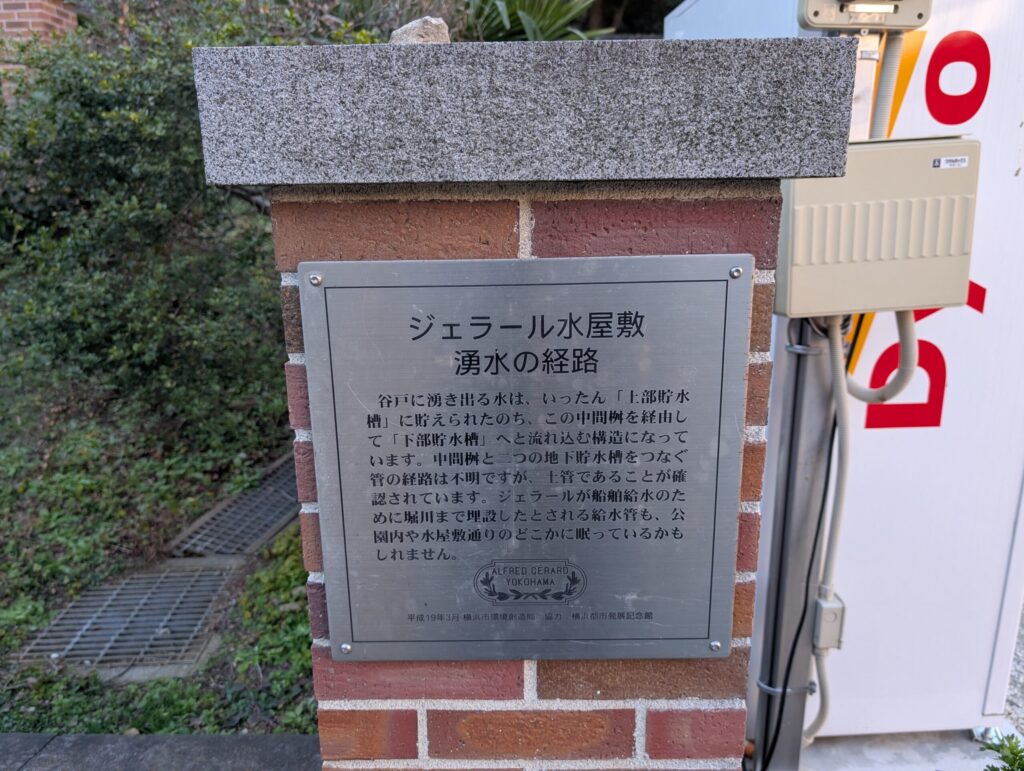 ジェラール水屋敷
湧水の経路
谷戸に湧き出る水は、いったん「上部貯水
槽」に貯えられたのち、この中間桝を経由し
て「下部貯水槽」へと流れ込む構造になって
います。中間桝と二つの地下貯水槽をつなぐ
管の経路は不明ですが、土管であることが確
認されています。ジェラールが船舶給水のた
めに堀川まで埋設したとされる給水管も、公
園内や水屋敷通りのどこかに眠っているかも
しれません。
ALFRED GERARD
YOKOHAMA
平成19年3月 横浜市環境創造局 協力 横浜都市発展記念館
DyDo